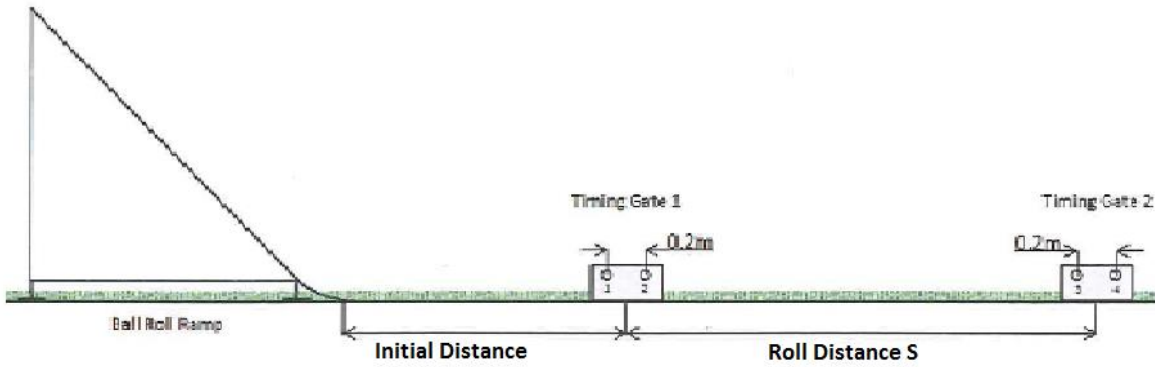 Timing Gate 1
Timing Gate 2
0.2m
0.2m
1
2
3
4
Ball Roll Ramp
Initial Distance
Roll Distance S